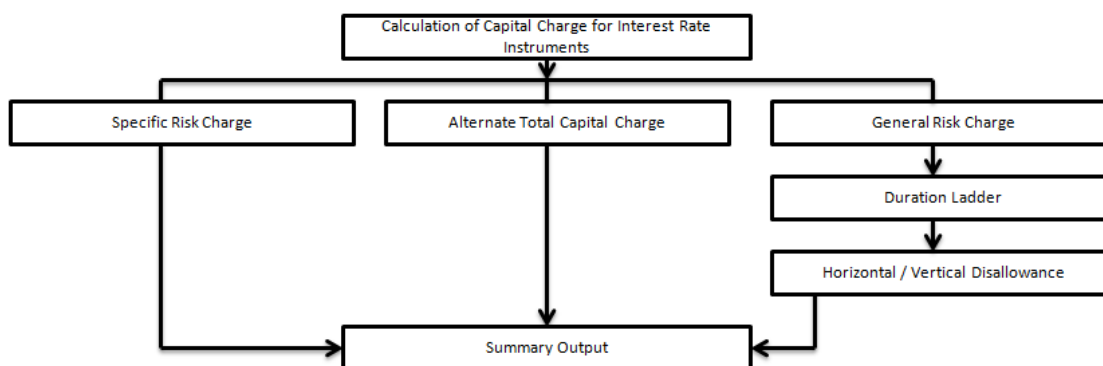 Calculation of Capital Charge for Interest Rate
Instruments
Specific Risk Charge
Alternate Total Capital Charge
General Risk Charge
Duration Ladder
Horizontal / Vertical Disallowance
Summary Output